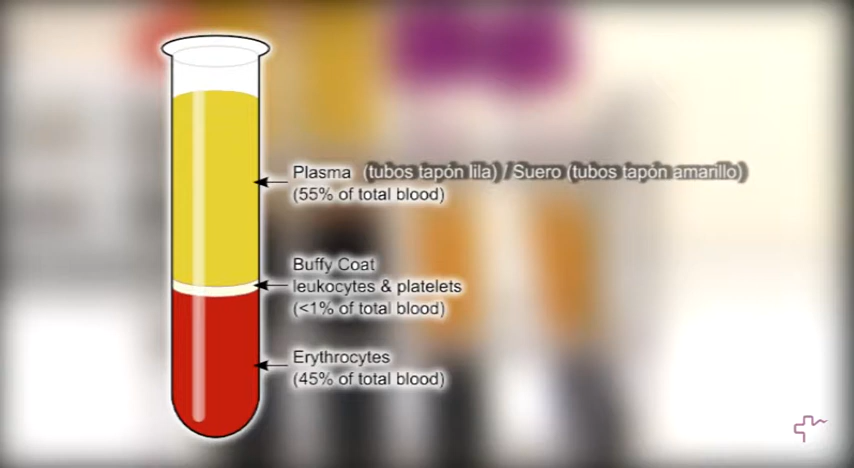 Plasma (tubos tapón lila) / Suero (tubos tapón amarillo)
(55% of total blood)
Buffy Coat
leukocytes & platelets
(<1% of total blood)
Erythrocytes
(45% of total blood)